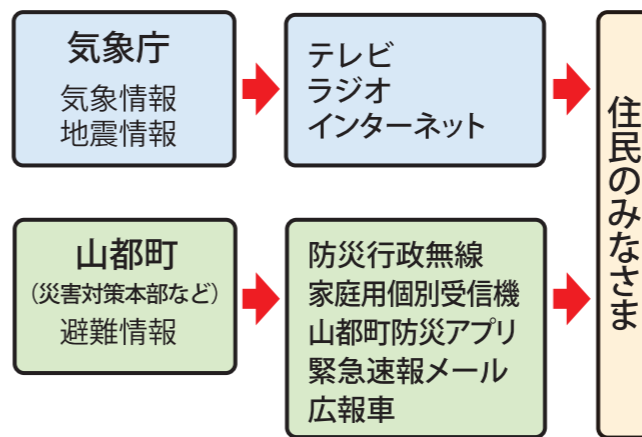 気象庁
気象情報
地震情報
テレビ
ラジオ
インターネット
山都町
（災害対策本部など）
避難情報
防災行政無線
家庭用個別受信機
山都町防災アプリ
緊急速報メール
広報車
住民のみなさま